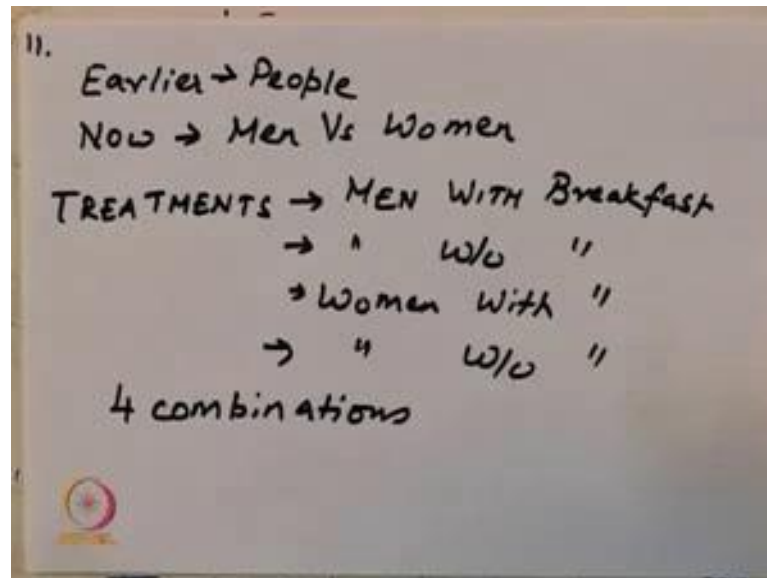 11.
Earlier → People
Now → Men Vs Women
TREATMENTS → MEN WITH Breakfast
→ " W/o "
→ Women With "
→ " W/o "
4 combinations